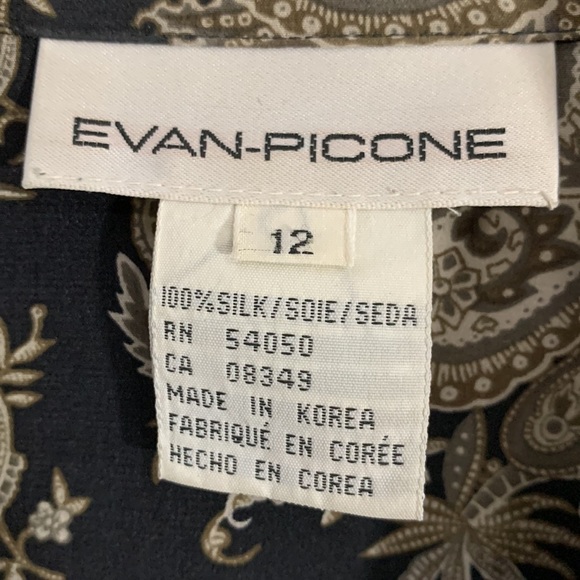 EVAN-PICONE
12
100%SILK/SOIE/SEDA
RN 54050
CA 08349
MADE IN KOREA
FABRIQUÉ EN CORÉE
HECHO EN COREA